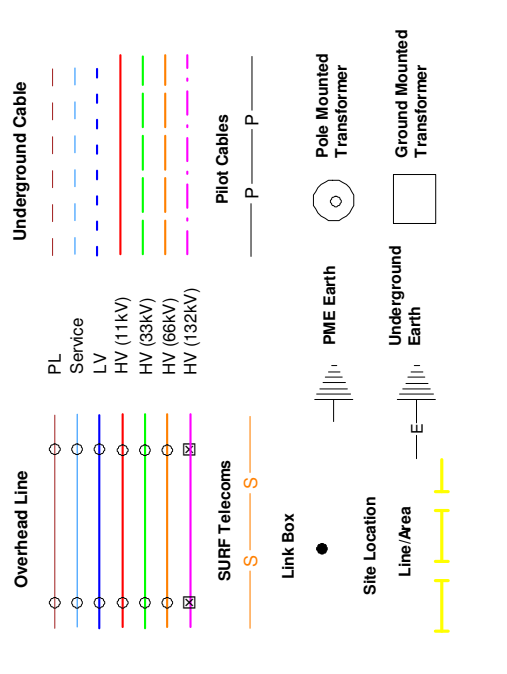 Overhead Line
Underground Cable
PL
Service
LV
HV (11kV)
HV (33kV)
HV (66kV)
HV (132kV)
SURF Telecoms
Pilot Cables
S S
P P
Link Box
PME Earth
Pole Mounted
Transformer
Site Location
Line/Area
Underground
Earth
Ground Mounted
Transformer
E